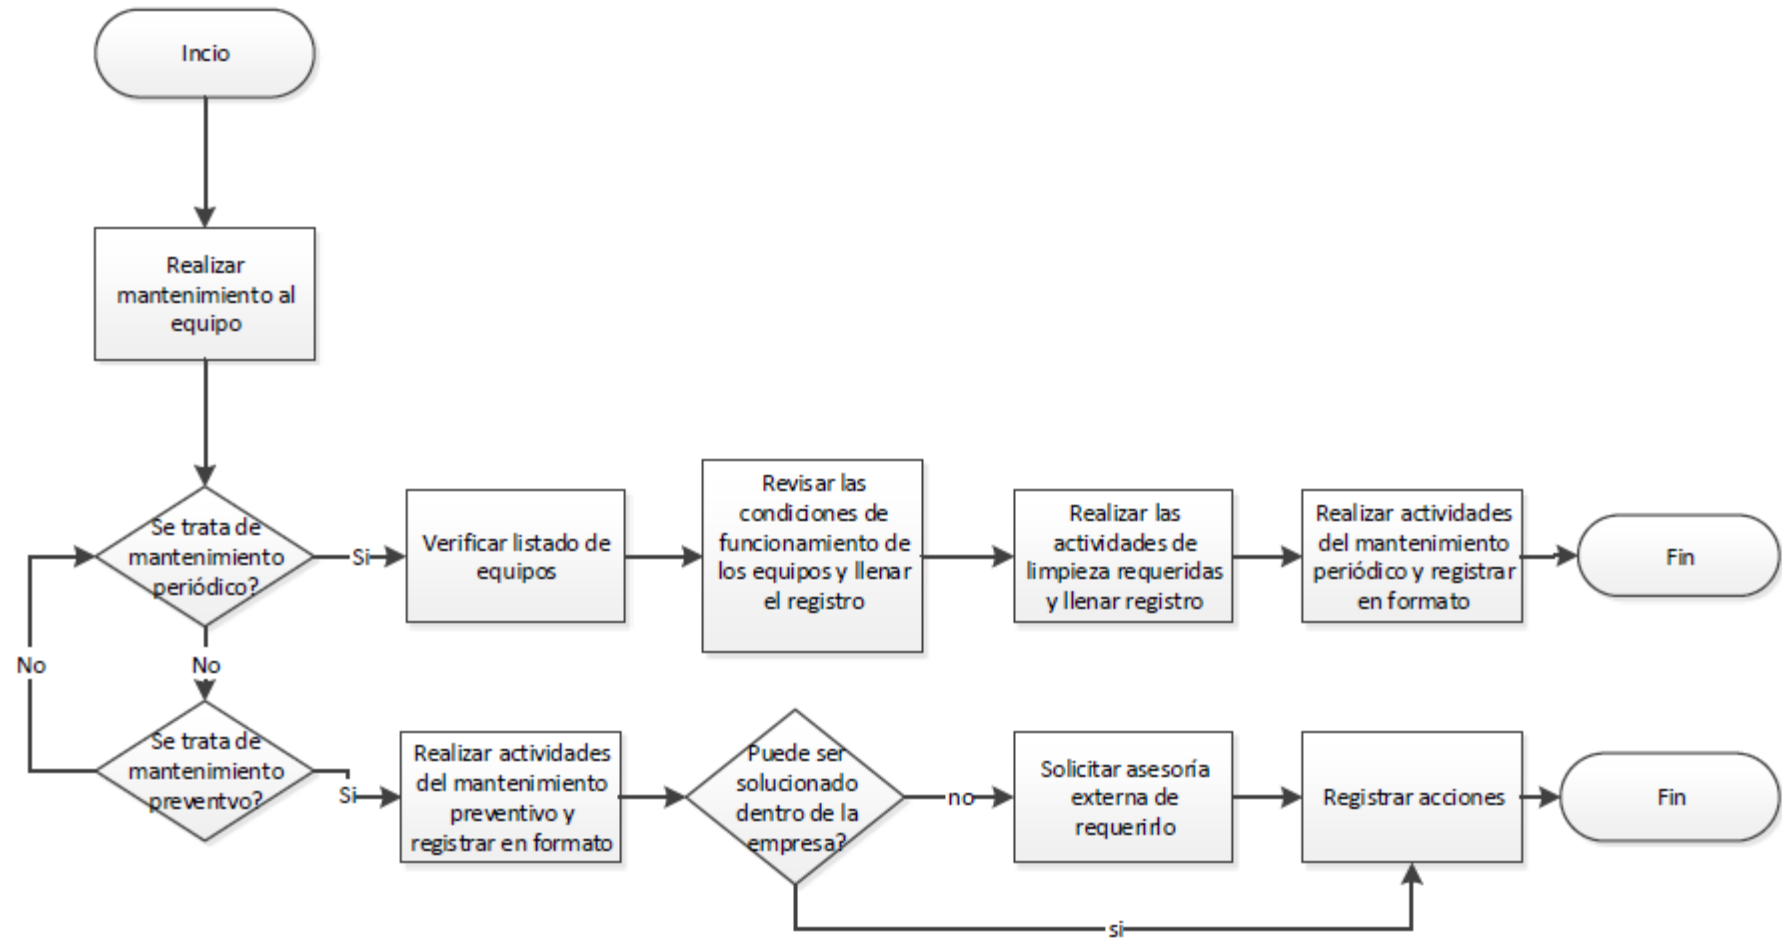 Incio
Realizar
mantenimiento al
equipo
Se trata de
mantenimiento
periódico?
Si
Verificar listado de
equipos
Revisar las
condiciones de
funcionamiento de
los equipos y llenar
el registro
Realizar las
actividades de
limpieza requeridas
y llenar registro
Realizar actividades
del mantenimiento
periódico y registrar
en formato
Fin
No
No
Se trata de
mantenimiento
preventvo?
Si
Realizar actividades
del mantenimiento
preventivo y
registrar en formato
Puede ser
solucionado
dentro de la
empresa?
no
Solicitar asesoría
externa de
requerirlo
Registrar acciones
Fin
si